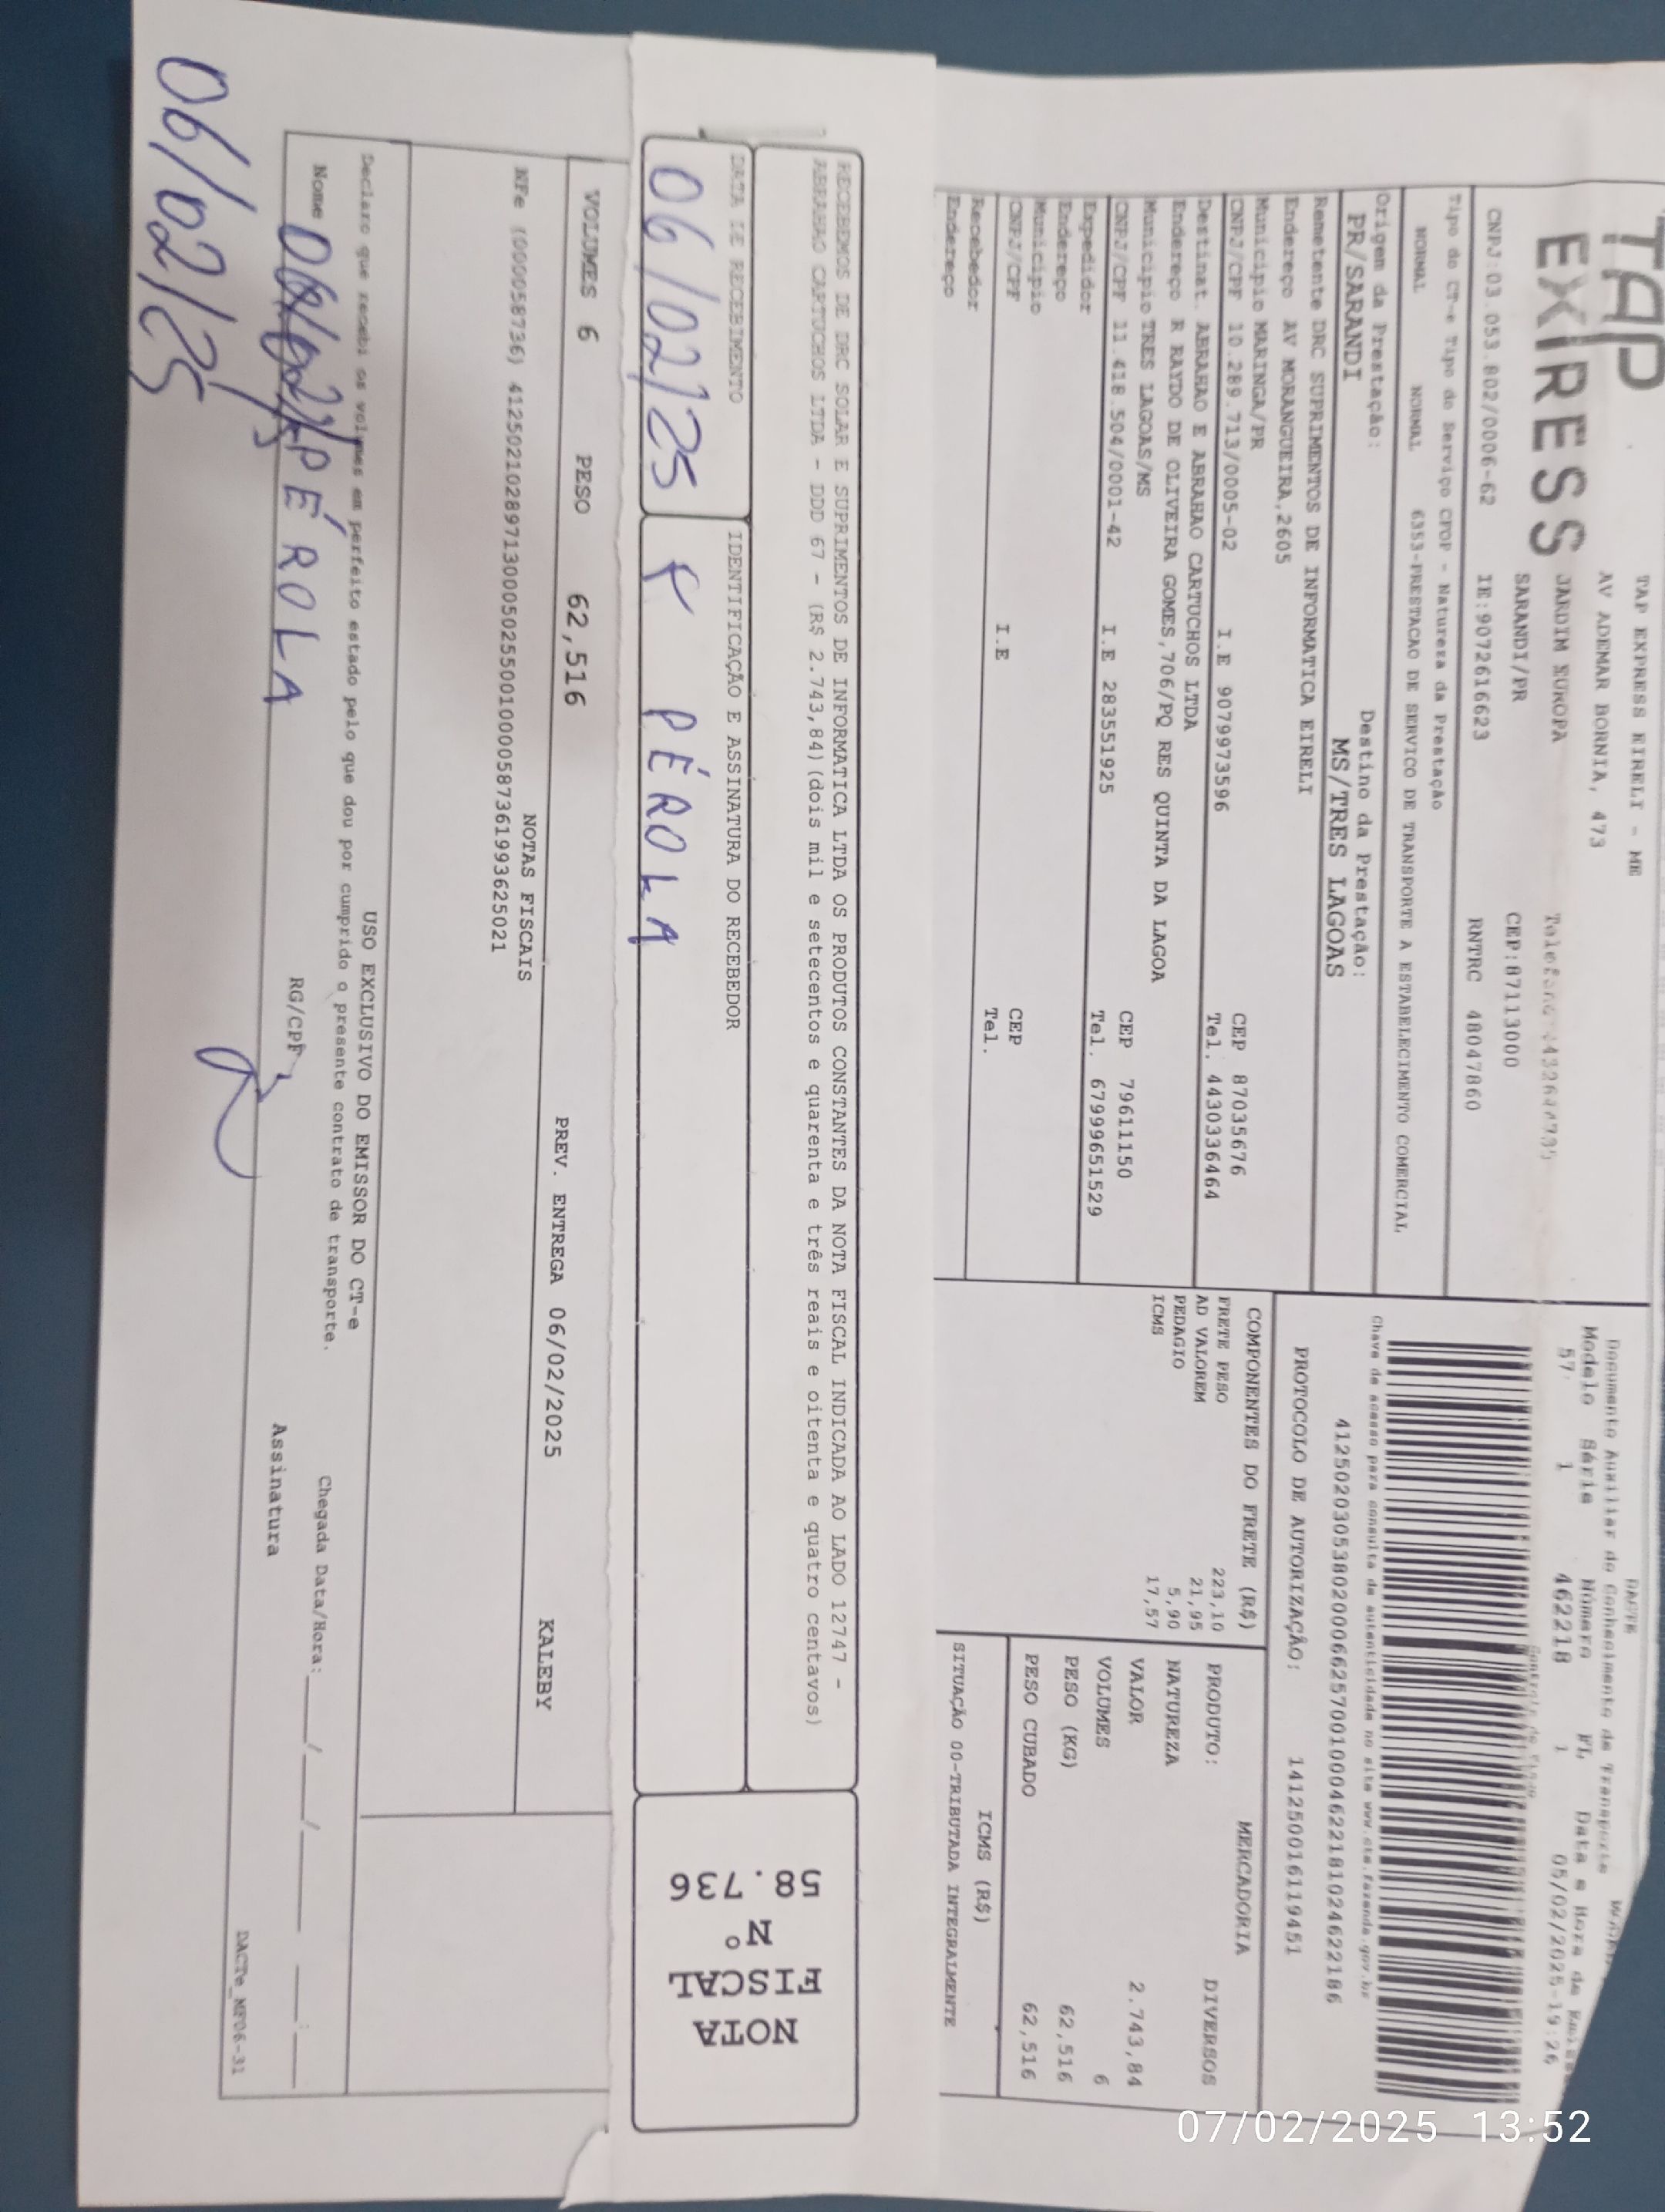 TAP
EXPRESS
TAP EXPRESS EIRELI - ME
AV ADEMAR BORNIA, 473
JARDIM EUROPA
SARANDI/PR CEP:87113000
CNPJ:03.053.802/0006-62 IE:9072616623 RNTRC 48047860
DACTE
Documento Auxiliar do Conhecimento de Transporte
Modelo Série Número FL Data e Hora de
57 1 46218 1 05/02/2025-19:26
Tipo do CT-e Tipo do Serviço CFOP - Natureza da Prestação
NORMAL NORMAL 6353-PRESTACAO DE SERVICO DE TRANSPORTE A ESTABELECIMENTO COMERCIAL
Chave de acesso para consulta de autenticidade no site www.cte.fazenda.gov.br
412502030538020006625700100004622181024622186
Origem da Prestação: Destino da Prestação:
PR/SARANDI MS/TRES LAGOAS
PROTOCOLO DE AUTORIZAÇÃO: 141250016119451
Remetente DRC SUPRIMENTOS DE INFORMATICA EIRELI
Endereço AV MORANGUEIRA,2605
Municipio MARINGA/PR CEP 87035676
CNPJ/CPF 10.289.713/0005-02 I.E 9079973596 Tel. 4430336464
Destinat. ABRAHAO E ABRAHAO CARTUCHOS LTDA
Endereço R RAYDO DE OLIVEIRA GOMES,706/PQ RES QUINTA DA LAGOA
Municipio TRES LAGOAS/MS CEP 79611150
CNPJ/CPF 11.418.504/0001-42 I.E 283551925 Tel. 67999651529
Expedidor
Endereço
Municipio CEP
CNPJ/CPF I.E Tel.
Recebedor
Endereço
COMPONENTES DO FRETE (R$)
FRETE PESO 223,10
AD VALOREM 21,95
PEDAGIO 5,90
ICMS 17,57
MERCADORIA
PRODUTO: DIVERSOS
NATUREZA
VALOR 2.743,84
VOLUMES 6
PESO (KG) 62,516
PESO CUBADO 62,516
ICMS (R$)
SITUAÇÃO 00-TRIBUTADA INTEGRALMENTE
RECEBEMOS DE DRC SOLAR E SUPRIMENTOS DE INFORMATICA LTDA OS PRODUTOS CONSTANTES DA NOTA FISCAL INDICADA AO LADO 12747 -
ABRAHAO CARTUCHOS LTDA - DDD 67 - (R$ 2.743,84)(dois mil e setecentos e quarenta e três reais e oitenta e quatro centavos)
DATA DE RECEBIMENTO IDENTIFICAÇÃO E ASSINATURA DO RECEBEDOR
06/02/25 PÉROLA
NOTA
FISCAL
Nº
58.736
VOLUMES 6 PESO 62,516 PREV. ENTREGA 06/02/2025 KALEBY
NOTAS FISCAIS
NFe (000058736) 41250210289713000502550010000587361993625021
USO EXCLUSIVO DO EMISSOR DO CT-e
Declaro que recebi os volumes em perfeito estado pelo que dou por cumprido o presente contrato de transporte.
Chegada Data/Hora: ___/___/___ __:__
Nome PÉROLA RG/CPF Assinatura
DACTe_MF06-31
06/02/25
07/02/2025 13:52